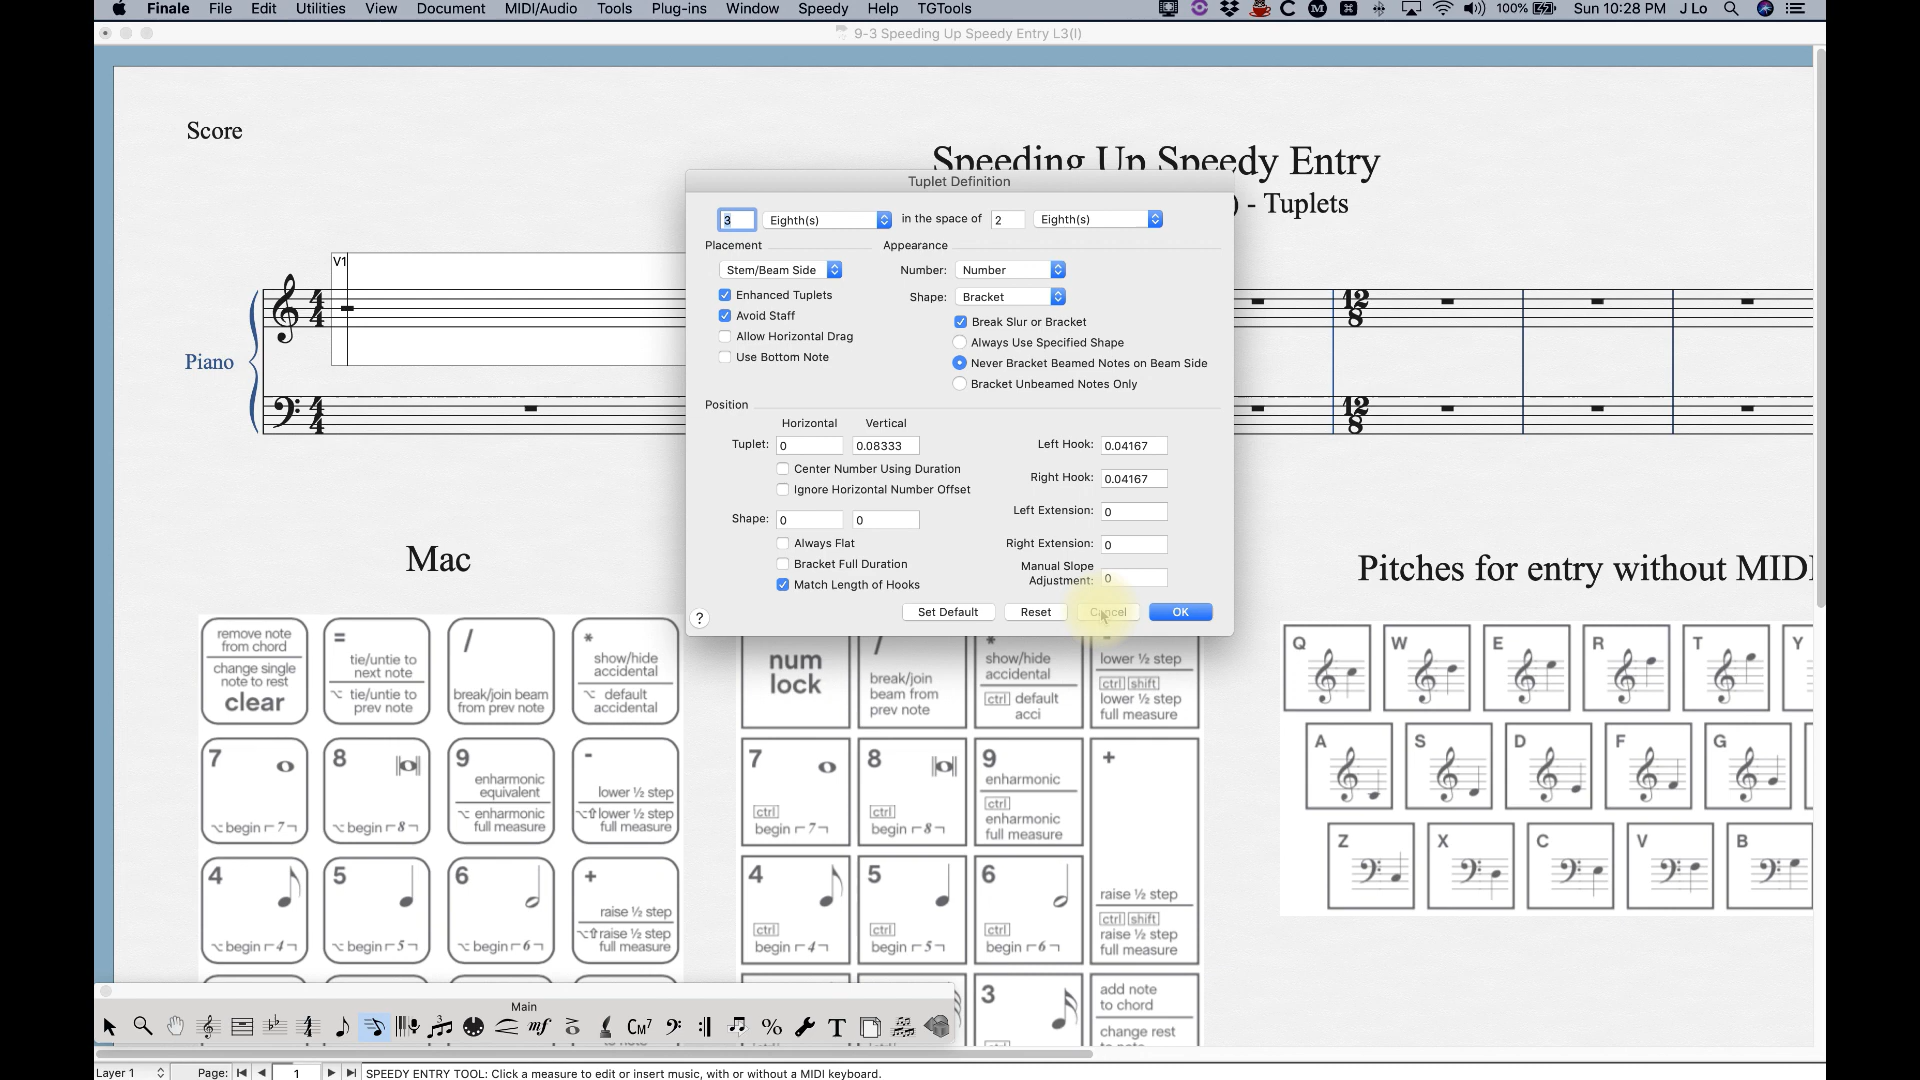 Finale File Edit Utilities View Document MIDI/Audio Tools Plug-ins Window Speedy Help TGTools 100% Sun 10:28 PM J Lo
9-3 Speeding Up Speedy Entry L3(I)
Score
Speeding Up Speedy Entry
) - Tuplets
Tuplet Definition
3 Eighth(s) in the space of 2 Eighth(s)
Placement Appearance
Stem/Beam Side Number: Number
Enhanced Tuplets Shape: Bracket
Avoid Staff Break Slur or Bracket
Allow Horizontal Drag Always Use Specified Shape
Use Bottom Note Never Bracket Beamed Notes on Beam Side
Bracket Unbeamed Notes Only
Position
Horizontal Vertical
Tuplet: 0 0.08333 Left Hook: 0.04167
Center Number Using Duration
Ignore Horizontal Number Offset Right Hook: 0.04167
Shape: 0 0 Left Extension: 0
Always Flat Right Extension: 0
Bracket Full Duration
Match Length of Hooks Manual Slope Adjustment: 0
? Set Default Reset Cancel OK
V1
4 4 12 8
Piano
4 4 12 8
Mac
Pitches for entry without MIDI
remove note from chord
change single note to rest
clear
=
tie/untie to next note
⌥ tie/untie to prev note
/
break/join beam from prev note
*
show/hide accidental
⌥ default accidental
7
⌥ begin 7
8
⌥ begin 8
9
enharmonic equivalent
⌥ enharmonic full measure
-
lower ½ step
⌥⇧ lower ½ step full measure
4
⌥ begin 4
5
⌥ begin 5
6
⌥ begin 6
+
raise ½ step
⌥⇧ raise ½ step full measure
num lock
/
break/join beam from prev note
*
show/hide accidental
ctrl default acci
-
lower ½ step
ctrl shift
lower ½ step
full measure
7
ctrl
begin 7
8
ctrl
begin 8
9
enharmonic
ctrl
enharmonic
full measure
+
raise ½ step
ctrl shift
raise ½ step
full measure
4
ctrl
begin 4
5
ctrl
begin 5
6
ctrl
begin 6
3
add note to chord
change rest
Q W E R T Y
A S D F G
Z X C V B
Main
mf CM7 % T
Layer 1 Page: 1 SPEEDY ENTRY TOOL: Click a measure to edit or insert music, with or without a MIDI keyboard.